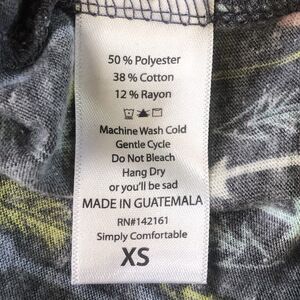 50 % Polyester
38 % Cotton
12 % Rayon
Machine Wash Cold
Gentle Cycle
Do Not Bleach
Hang Dry
or you'll be sad
MADE IN GUATEMALA
RN#142161
Simply Comfortable
XS